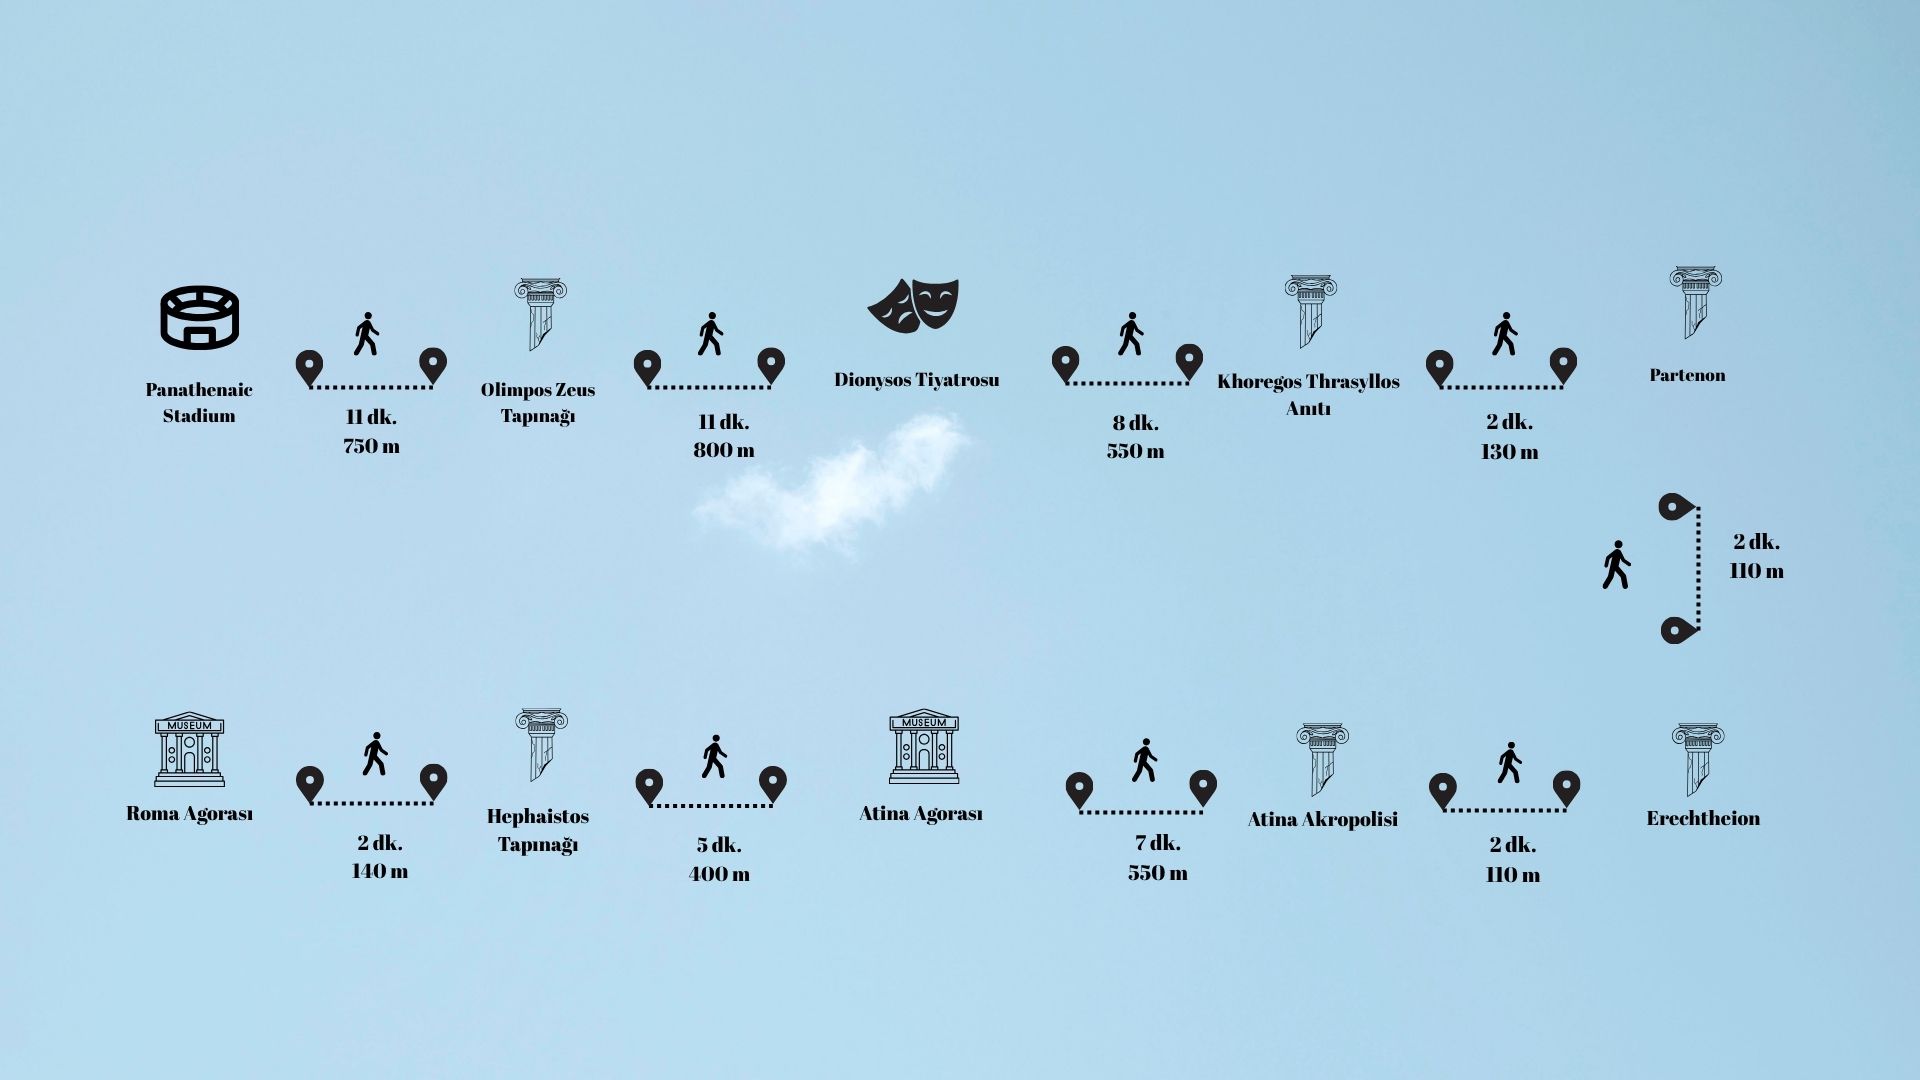 Panathenaic
Stadium
11 dk.
750 m
Olimpos Zeus
Tapınağı
11 dk.
800 m
Dionysos Tiyatrosu
8 dk.
550 m
Khoregos Thrasyllos
Anıtı
2 dk.
130 m
Partenon
2 dk.
110 m
MUSEUM
Roma Agorası
2 dk.
140 m
Hephaistos
Tapınağı
5 dk.
400 m
MUSEUM
Atina Agorası
7 dk.
550 m
Atina Akropolisi
2 dk.
110 m
Erechtheion